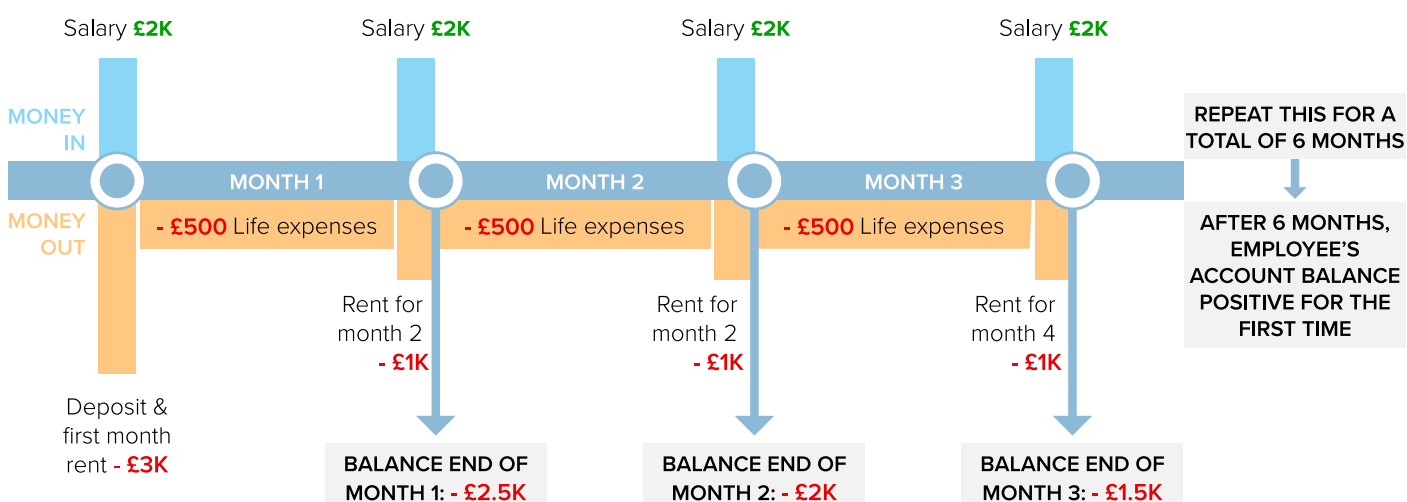 Salary £2K
Salary £2K
Salary £2K
Salary £2K
MONEY
IN
MONTH 1
MONTH 2
MONTH 3
REPEAT THIS FOR A
TOTAL OF 6 MONTHS
MONEY
OUT
- £500 Life expenses
- £500 Life expenses
- £500 Life expenses
AFTER 6 MONTHS,
EMPLOYEE'S
ACCOUNT BALANCE
POSITIVE FOR THE
FIRST TIME
Rent for
month 2
- £1K
Rent for
month 2
- £1K
Rent for
month 4
- £1K
Deposit &
first month
rent - £3K
BALANCE END OF
MONTH 1: - £2.5K
BALANCE END OF
MONTH 2: - £2K
BALANCE END OF
MONTH 3: - £1.5K